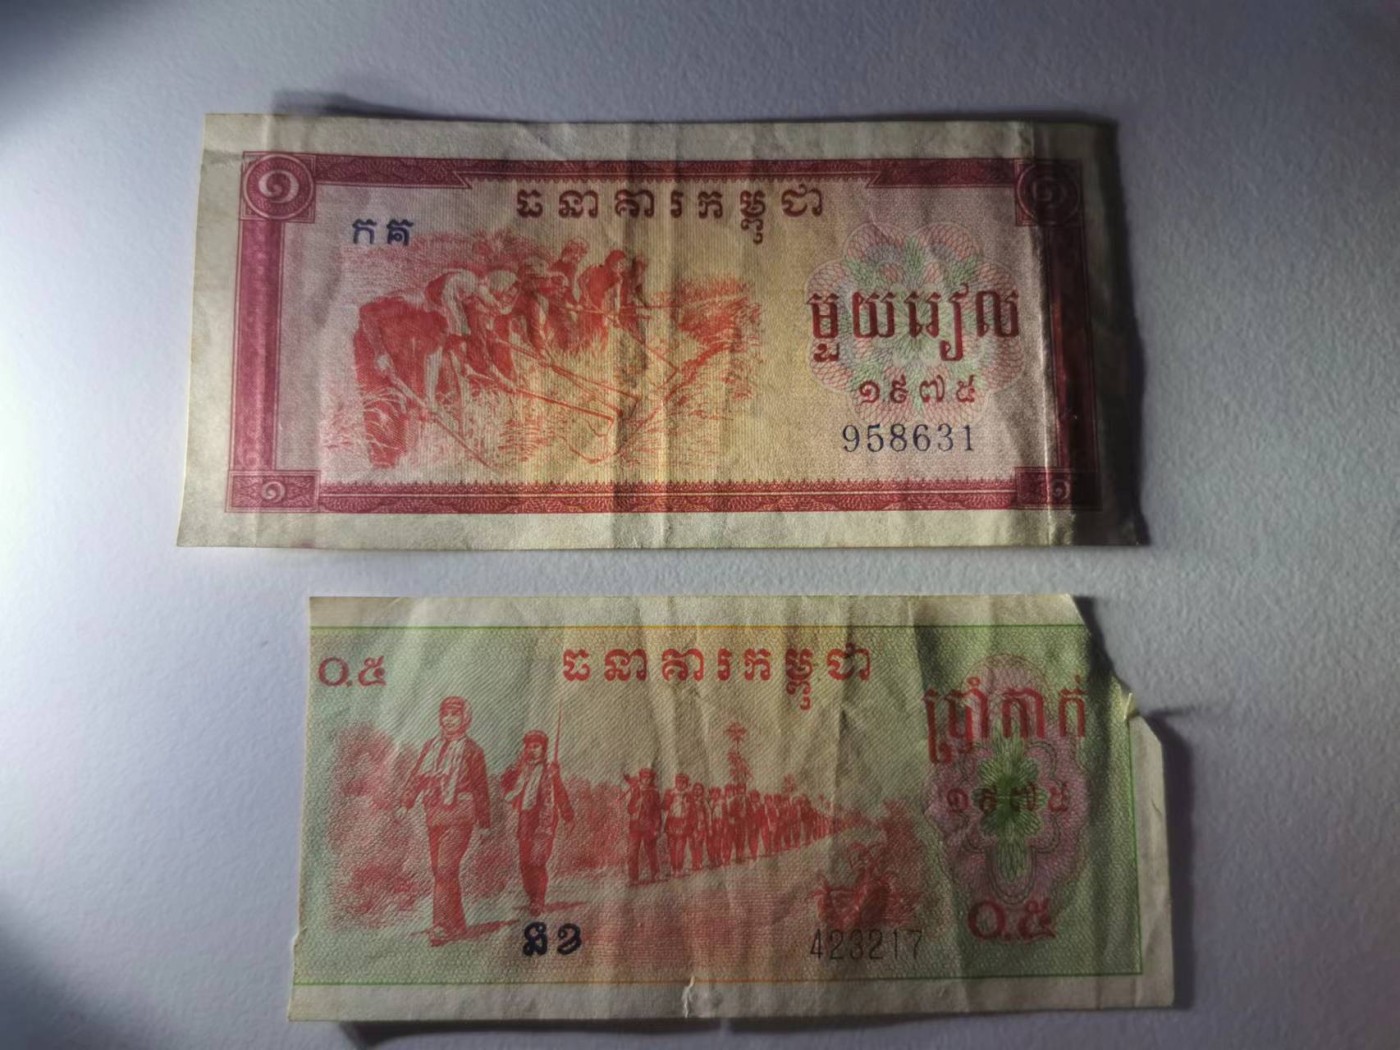 ១ ១
ធនាគារកម្ពុជា
កគ
មួយរៀល
១៩៧៥
958631
១ ១
ធនាគារកម្ពុជា
០.៥
ប្រាំកាក់
១៩៧៥
០.៥
នខ
423217